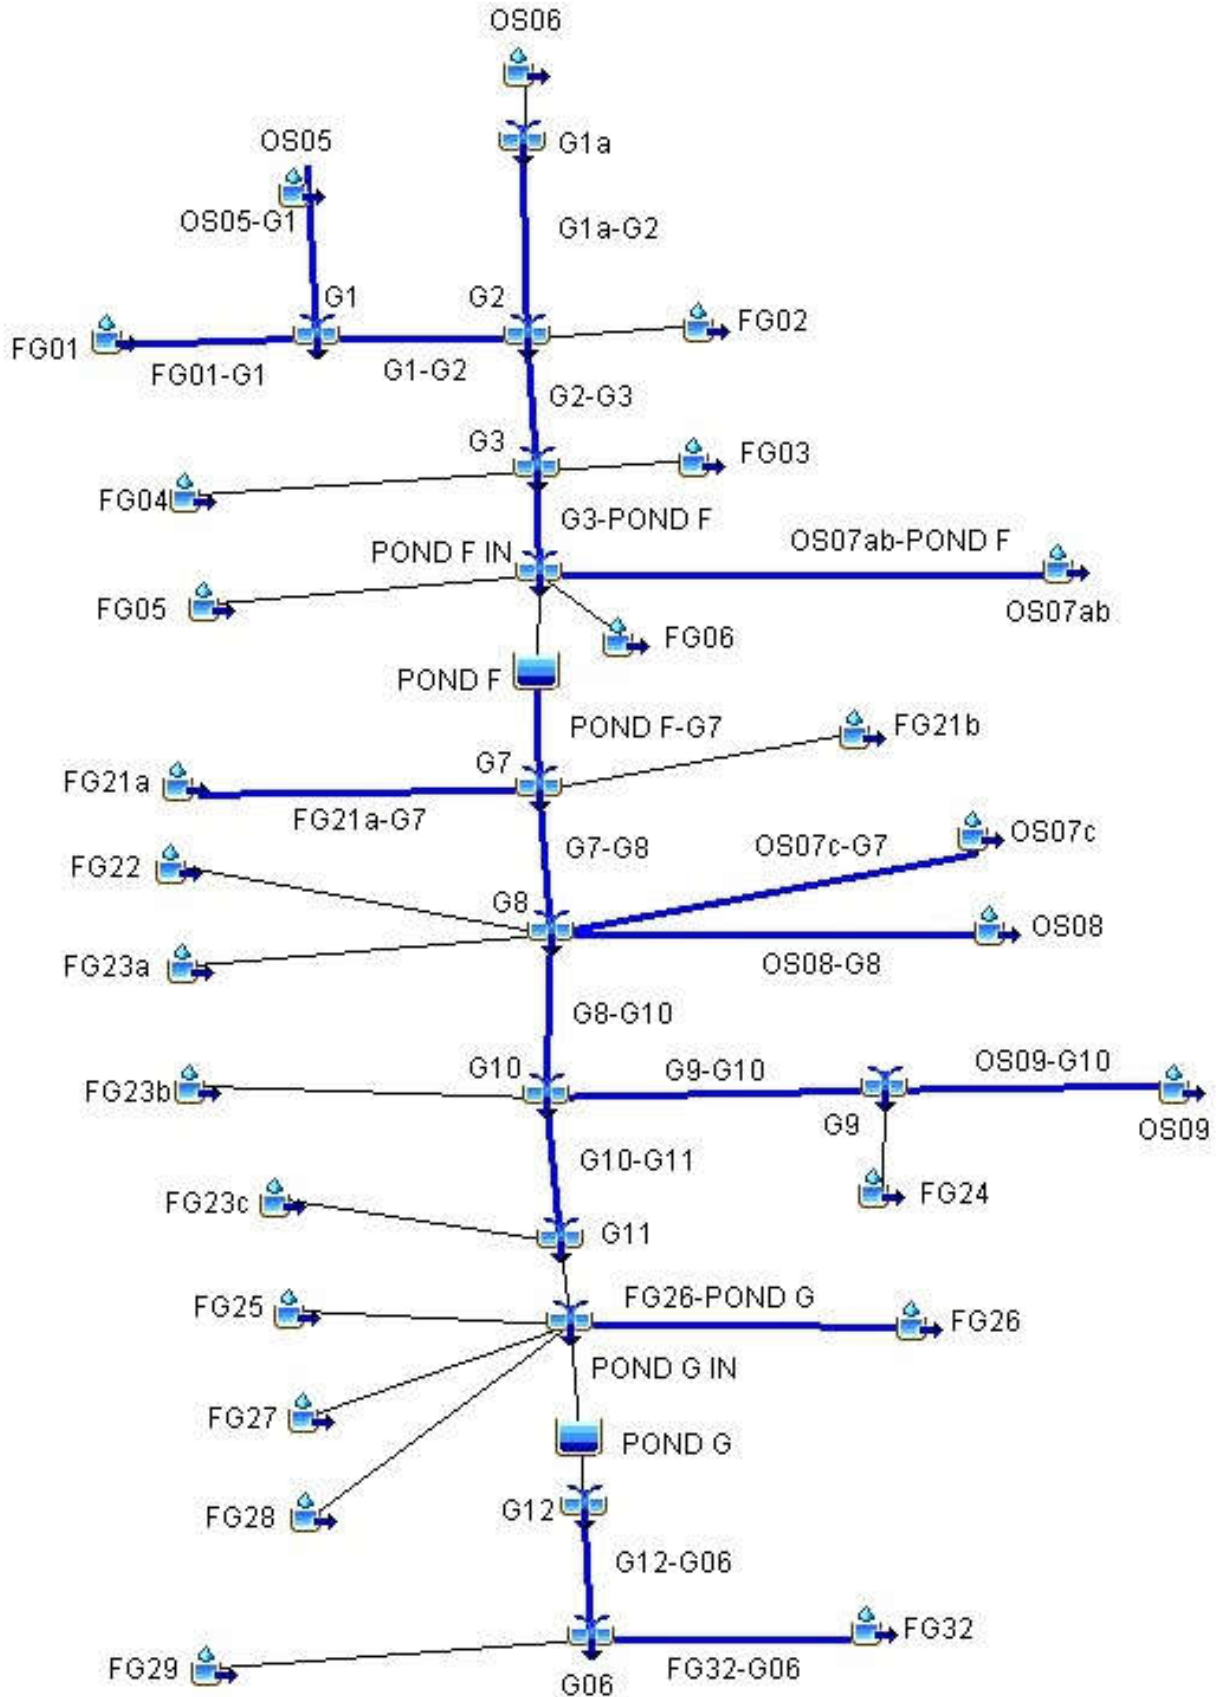 OS06
G1a
OS05
OS05-G1
G1a-G2
G1
G2
FG02
FG01
FG01-G1
G1-G2
G2-G3
G3
FG03
FG04
G3-POND F
OS07ab-POND F
POND F IN
FG05
OS07ab
FG06
POND F
POND F-G7
FG21b
G7
FG21a
FG21a-G7
OS07c
G7-G8
OS07c-G7
FG22
G8
OS08
FG23a
OS08-G8
G8-G10
G10
G9-G10
OS09-G10
FG23b
G9
OS09
G10-G11
FG24
FG23c
G11
FG26-POND G
FG25
FG26
POND G IN
FG27
POND G
G12
FG28
G12-G06
FG32
FG29
FG32-G06
G06